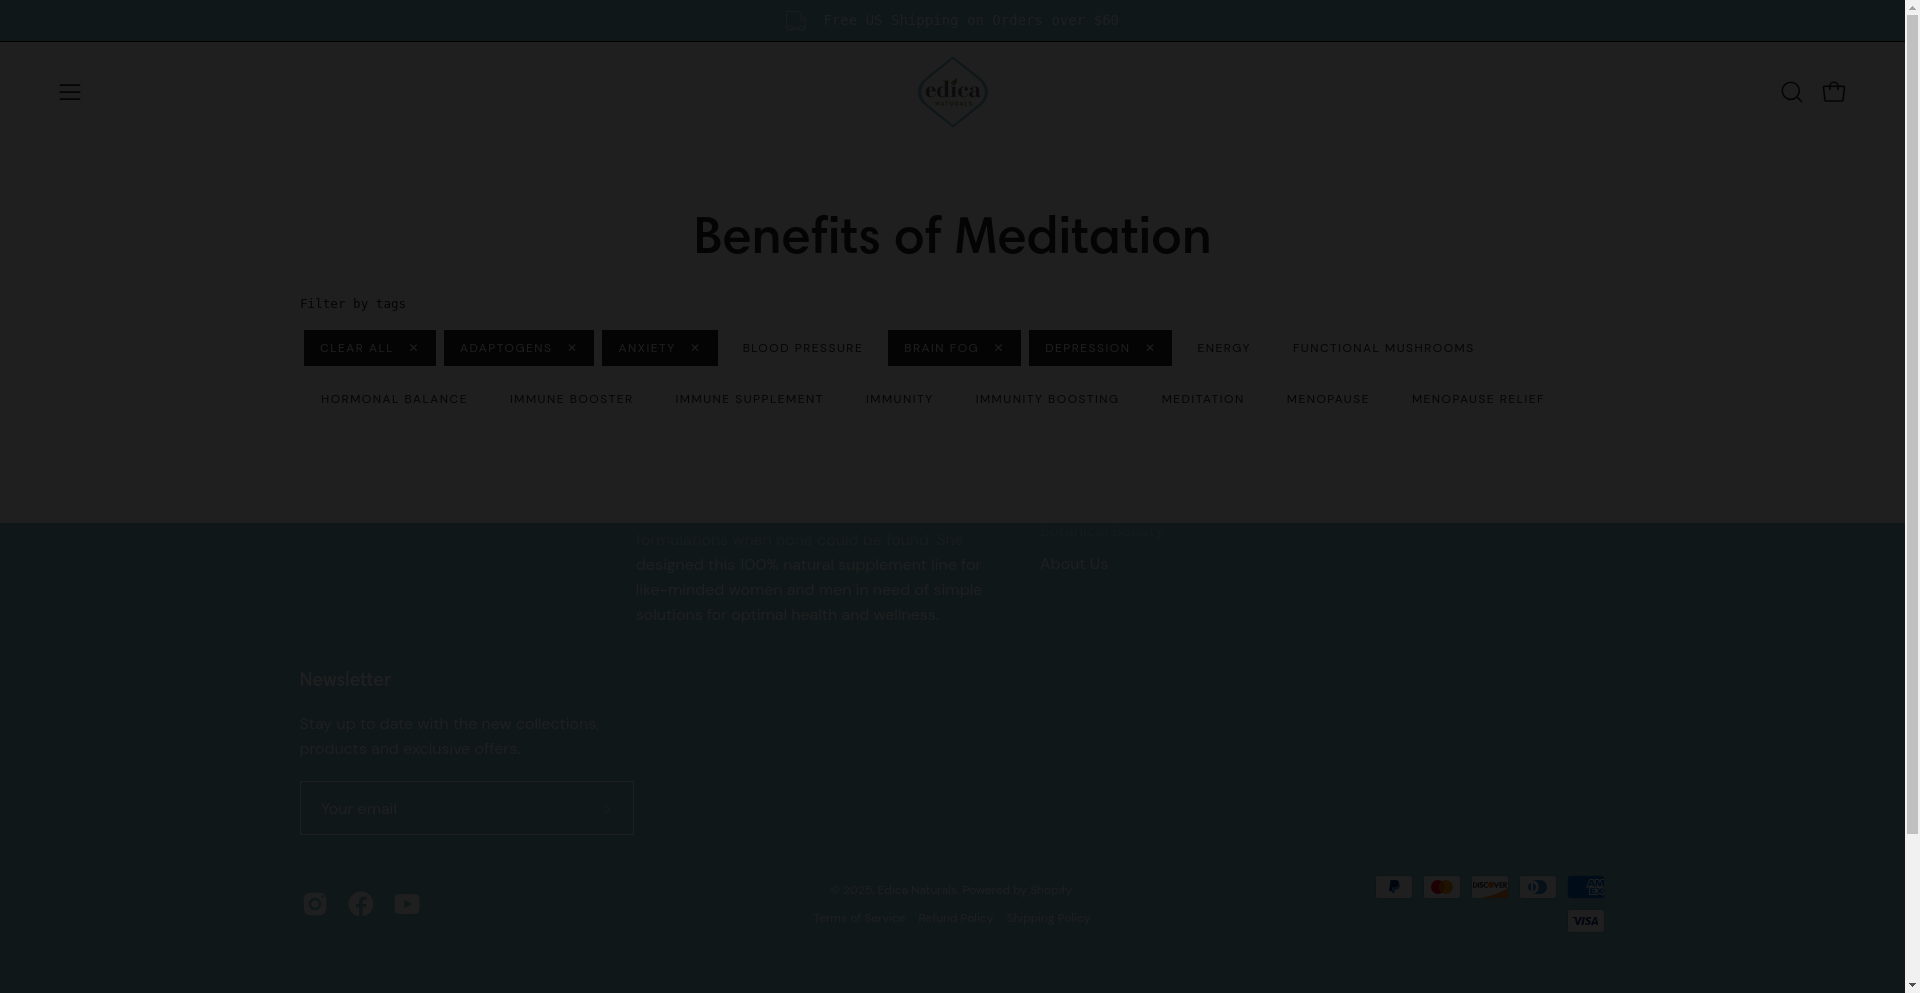 Free US Shipping on Orders over $60
edica
NATURALS
Benefits of Meditation
Filter by tags
CLEAR ALL × ADAPTOGENS × ANXIETY × BLOOD PRESSURE BRAIN FOG × DEPRESSION × ENERGY FUNCTIONAL MUSHROOMS
HORMONAL BALANCE IMMUNE BOOSTER IMMUNE SUPPLEMENT IMMUNITY IMMUNITY BOOSTING MEDITATION MENOPAUSE MENOPAUSE RELIEF
formulations when none could be found. She
designed this 100% natural supplement line for
like-minded women and men in need of simple
solutions for optimal health and wellness.
About Us
Newsletter
Stay up to date with the new collections,
products and exclusive offers.
Your email
© 2025, Edica Naturals. Powered by Shopify
Terms of Service Refund Policy Shipping Policy
DISCOVER
AM EX
VISA